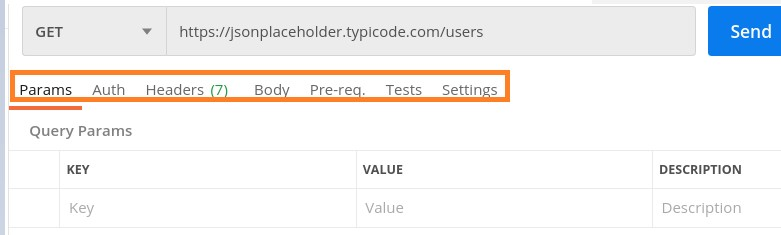 GET https://jsonplaceholder.typicode.com/users Send
Params Auth Headers (7) Body Pre-req. Tests Settings
Query Params
KEY VALUE DESCRIPTION
Key Value Description